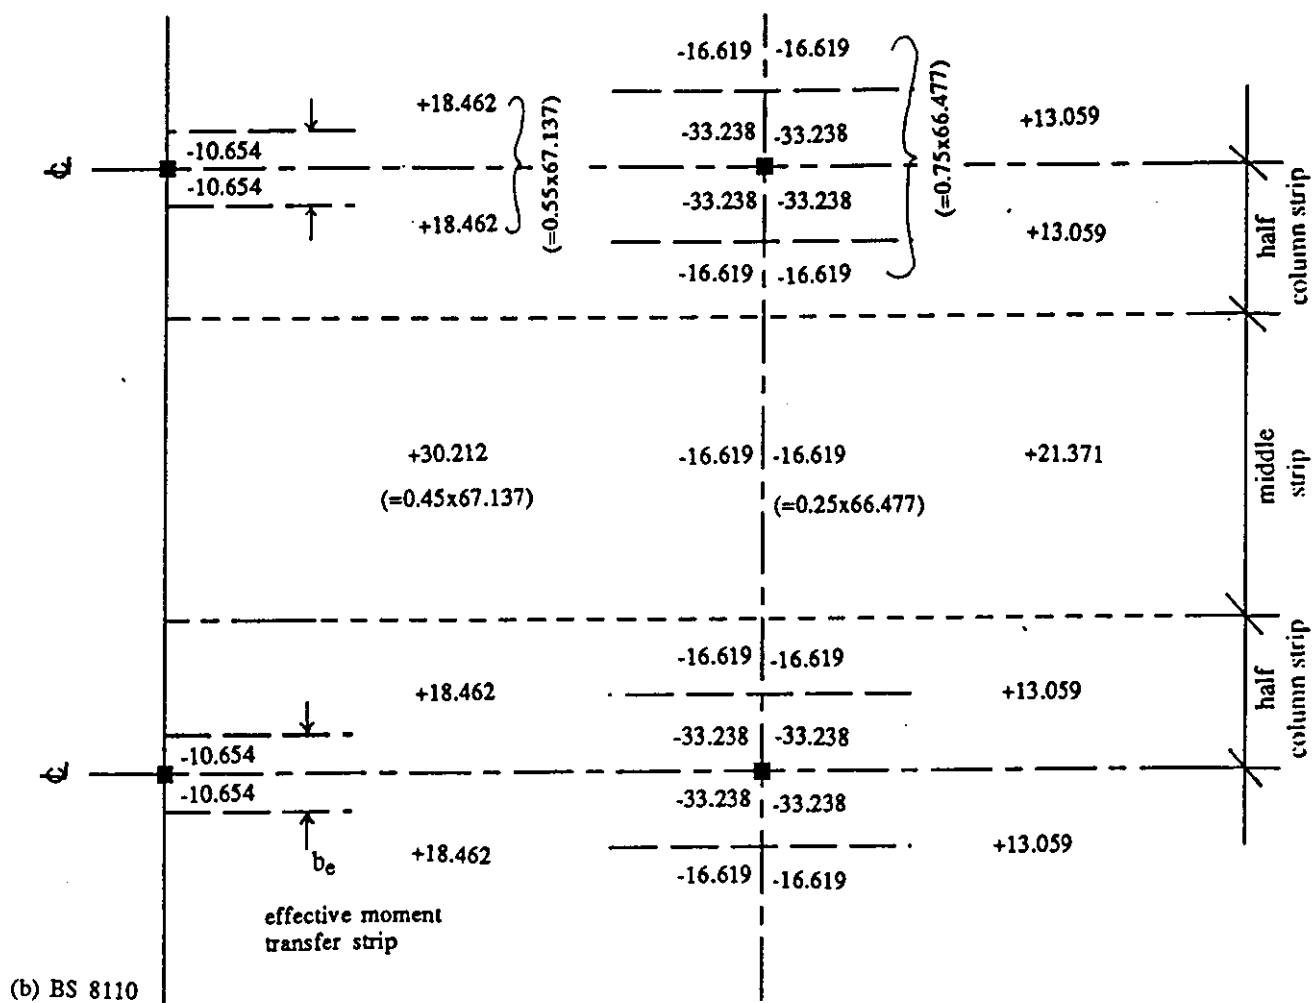 -16.619 -16.619
+18.462
+13.059
-33.238 -33.238
-10.654
℄
-10.654
-33.238 -33.238
+18.462
+13.059
-16.619 -16.619
(=0.55x67.137)
(=0.75x66.477)
half
column strip
+30.212
-16.619 -16.619
+21.371
(=0.45x67.137)
(=0.25x66.477)
middle
strip
-16.619 -16.619
+18.462
+13.059
-33.238 -33.238
-10.654
℄
-10.654
-33.238 -33.238
half
column strip
be
+18.462
+13.059
-16.619 -16.619
effective moment
transfer strip
(b) BS 8110